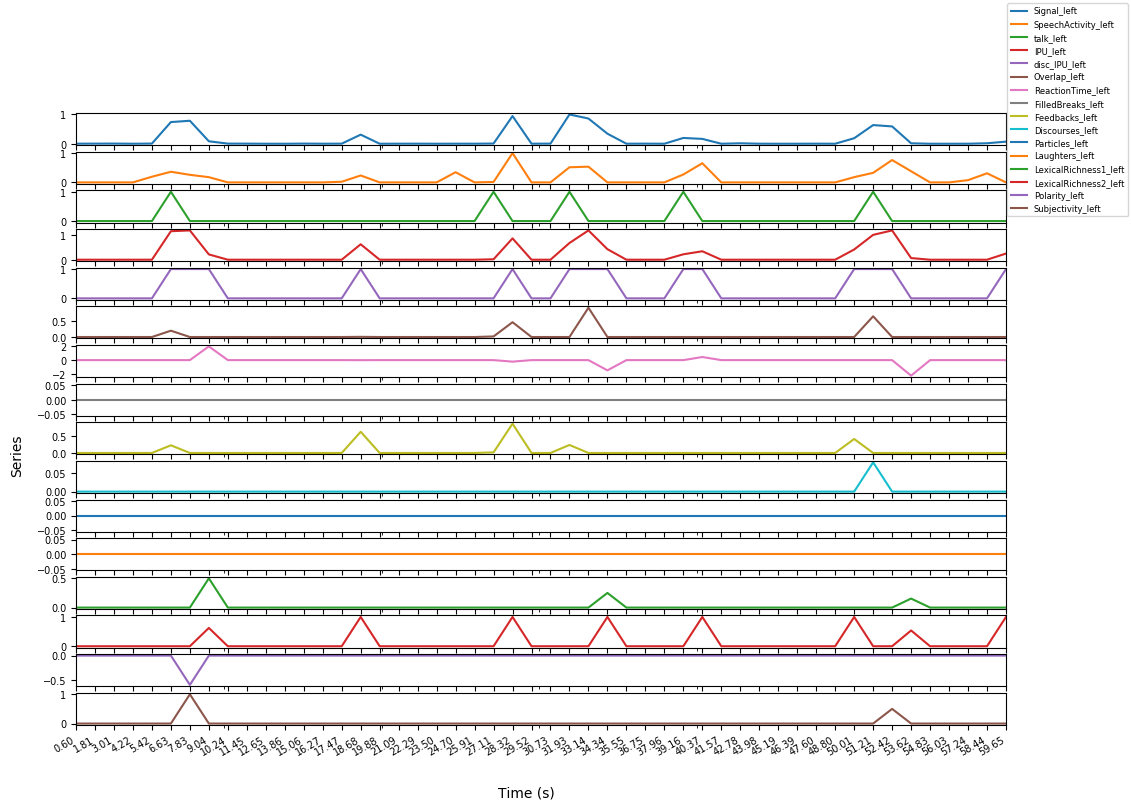 Signal_left
SpeechActivity_left
talk_left
IPU_left
disc_IPU_left
Overlap_left
ReactionTime_left
FilledBreaks_left
Feedbacks_left
Discourses_left
Particles_left
Laughters_left
LexicalRichness1_left
LexicalRichness2_left
Polarity_left
Subjectivity_left
1
0
1
0
1
0
1
0
1
0
0.5
0.0
2
0
−2
0.05
0.00
−0.05
0.5
0.0
0.05
0.00
0.05
0.00
−0.05
0.05
0.00
−0.05
0.5
0.0
1
0
0.0
−0.5
1
0
Series
0.60 1.81 3.01 4.22 5.42 6.63 7.83 9.04 10.24 11.45 12.65 13.86 15.06 16.27 17.47 18.68 19.88 21.09 22.29 23.50 24.70 25.91 27.11 28.32 29.52 30.73 31.93 33.14 34.34 35.55 36.75 37.96 39.16 40.37 41.57 42.78 43.98 45.19 46.39 47.60 48.80 50.01 51.21 52.42 53.62 54.83 56.03 57.24 58.44 59.65
Time (s)